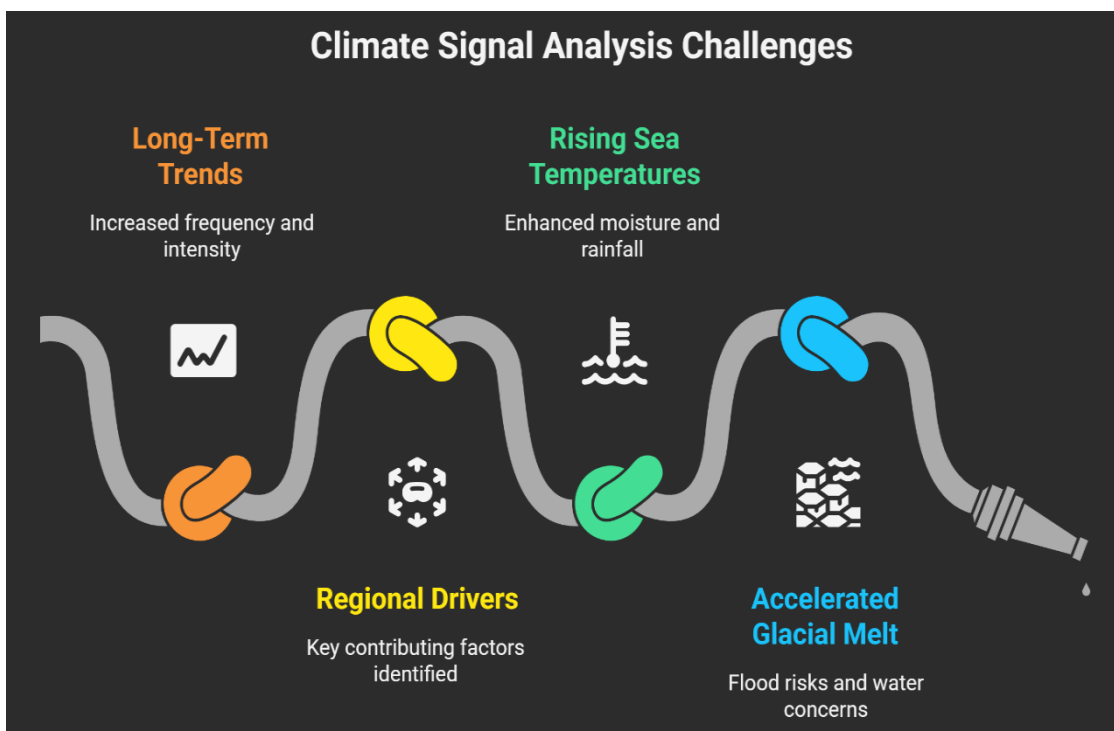 Climate Signal Analysis Challenges
Long-Term
Trends
Increased frequency and
intensity
Rising Sea
Temperatures
Enhanced moisture and
rainfall
Regional Drivers
Key contributing factors
identified
Accelerated
Glacial Melt
Flood risks and water
concerns